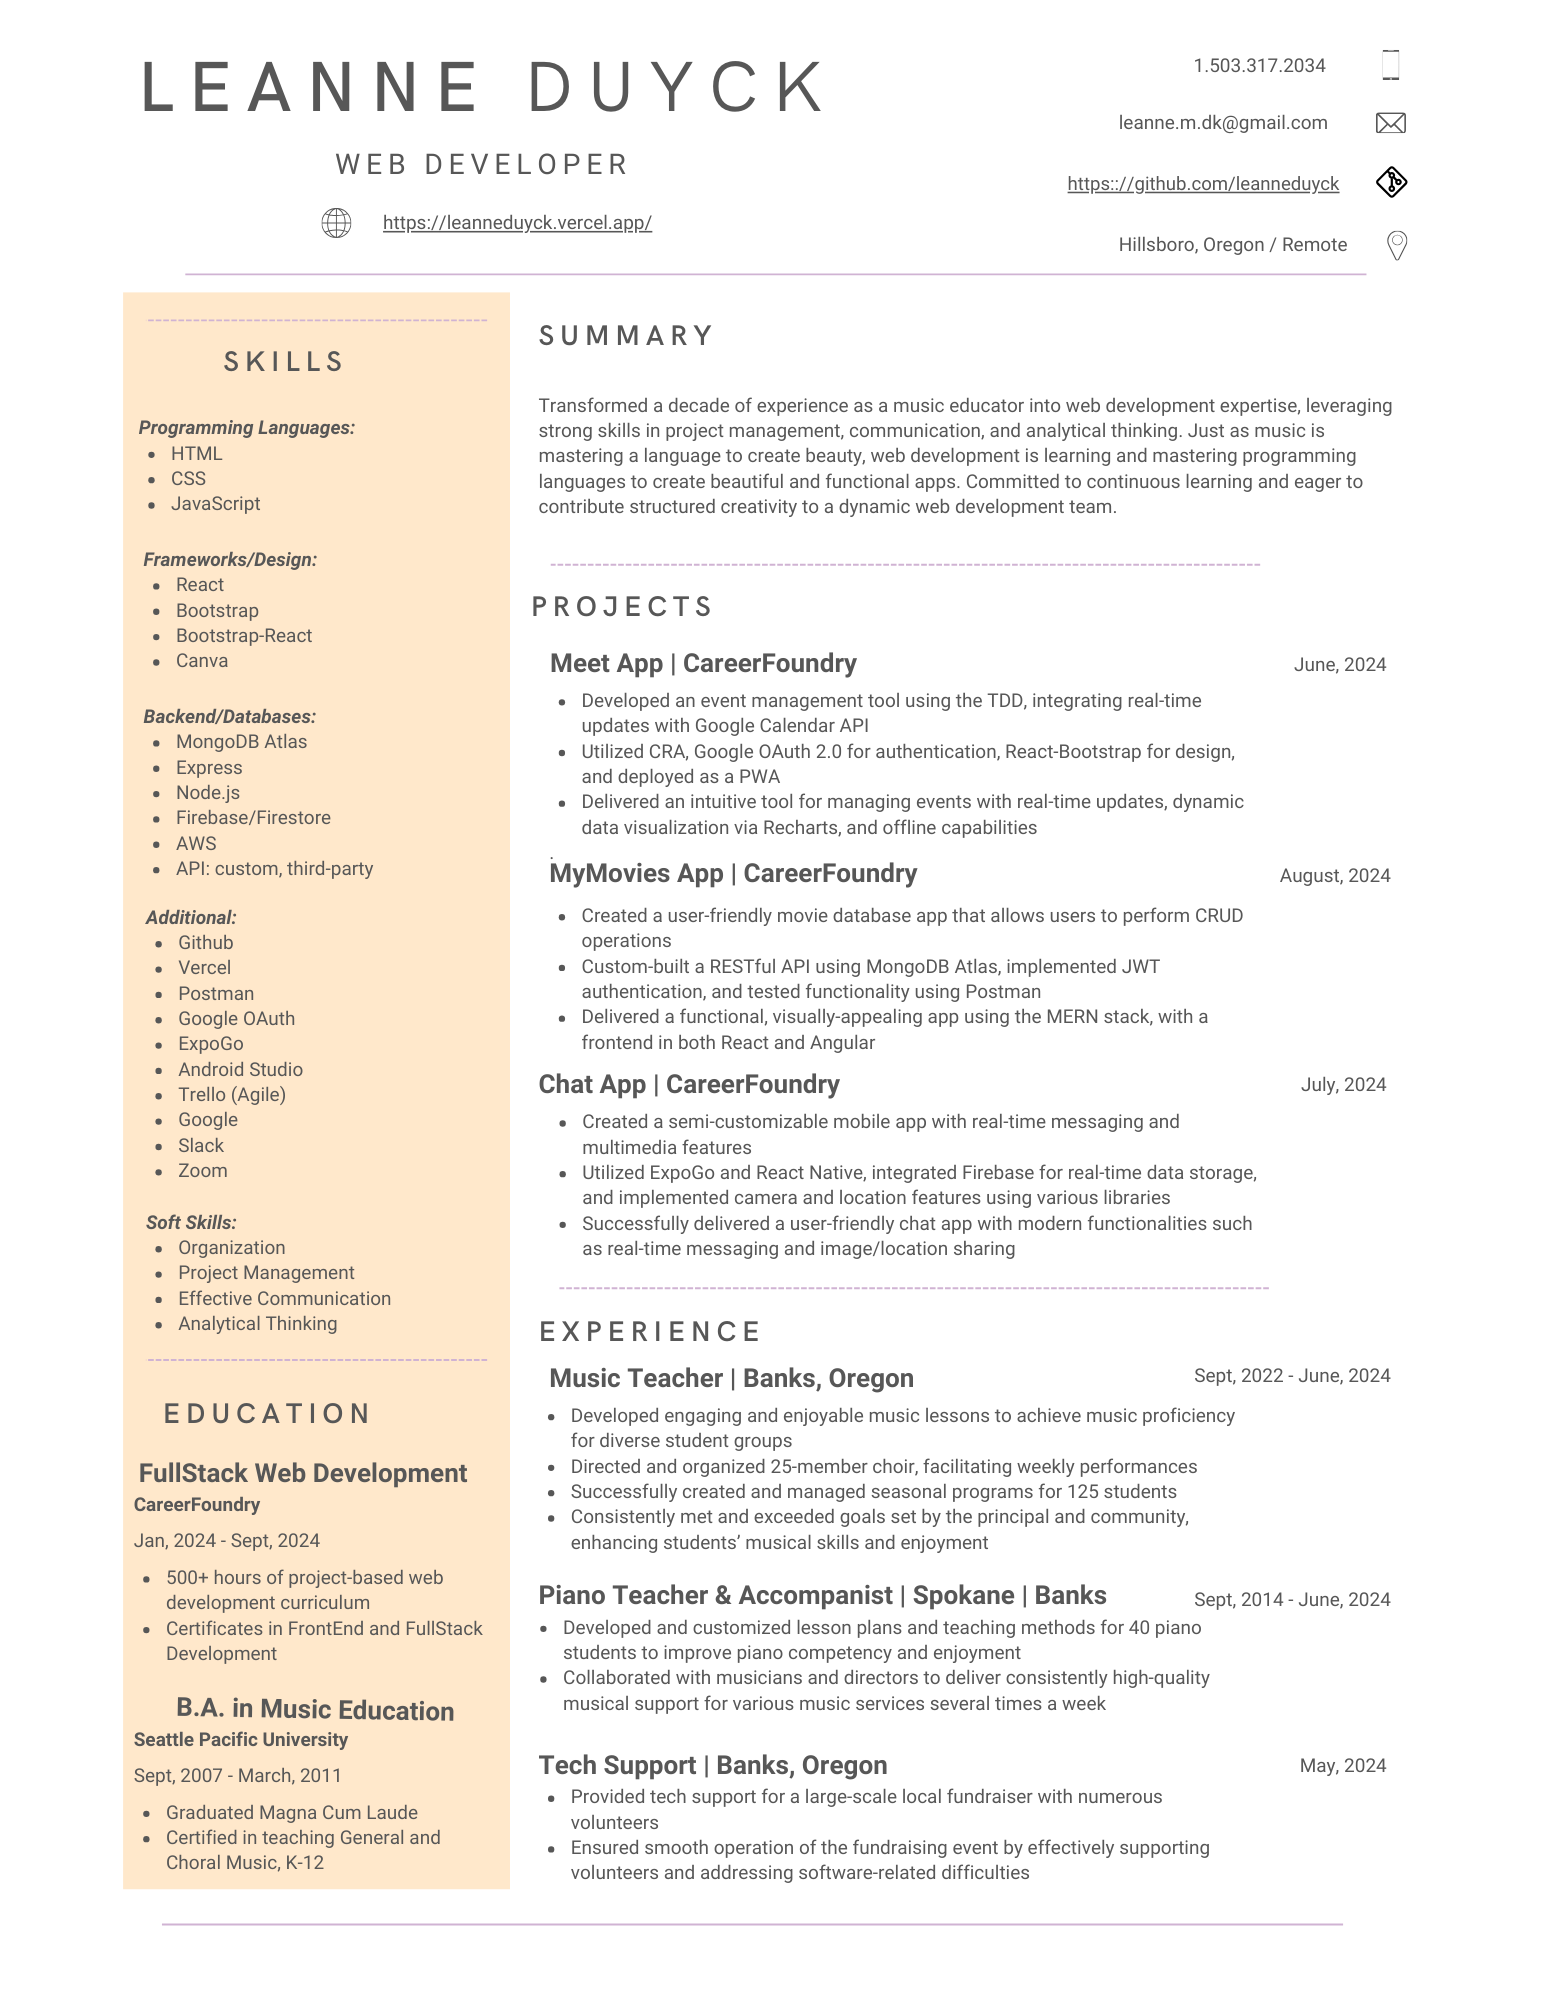 LEANNE DUYCK
WEB DEVELOPER
https://leanneduyck.vercel.app/
1.503.317.2034
leanne.m.dk@gmail.com
https:://github.com/leanneduyck
Hillsboro, Oregon / Remote
SKILLS
Programming Languages:
• HTML
• CSS
• JavaScript
Frameworks/Design:
• React
• Bootstrap
• Bootstrap-React
• Canva
Backend/Databases:
• MongoDB Atlas
• Express
• Node.js
• Firebase/Firestore
• AWS
• API: custom, third-party
Additional:
• Github
• Vercel
• Postman
• Google OAuth
• ExpoGo
• Android Studio
• Trello (Agile)
• Google
• Slack
• Zoom
Soft Skills:
• Organization
• Project Management
• Effective Communication
• Analytical Thinking
EDUCATION
FullStack Web Development
CareerFoundry
Jan, 2024 - Sept, 2024
• 500+ hours of project-based web
development curriculum
• Certificates in FrontEnd and FullStack
Development
B.A. in Music Education
Seattle Pacific University
Sept, 2007 - March, 2011
• Graduated Magna Cum Laude
• Certified in teaching General and
Choral Music, K-12
SUMMARY
Transformed a decade of experience as a music educator into web development expertise, leveraging
strong skills in project management, communication, and analytical thinking. Just as music is
mastering a language to create beauty, web development is learning and mastering programming
languages to create beautiful and functional apps. Committed to continuous learning and eager to
contribute structured creativity to a dynamic web development team.
PROJECTS
Meet App | CareerFoundry June, 2024
• Developed an event management tool using the TDD, integrating real-time
updates with Google Calendar API
• Utilized CRA, Google OAuth 2.0 for authentication, React-Bootstrap for design,
and deployed as a PWA
• Delivered an intuitive tool for managing events with real-time updates, dynamic
data visualization via Recharts, and offline capabilities
.
MyMovies App | CareerFoundry August, 2024
• Created a user-friendly movie database app that allows users to perform CRUD
operations
• Custom-built a RESTful API using MongoDB Atlas, implemented JWT
authentication, and tested functionality using Postman
• Delivered a functional, visually-appealing app using the MERN stack, with a
frontend in both React and Angular
Chat App | CareerFoundry July, 2024
• Created a semi-customizable mobile app with real-time messaging and
multimedia features
• Utilized ExpoGo and React Native, integrated Firebase for real-time data storage,
and implemented camera and location features using various libraries
• Successfully delivered a user-friendly chat app with modern functionalities such
as real-time messaging and image/location sharing
EXPERIENCE
Music Teacher | Banks, Oregon Sept, 2022 - June, 2024
• Developed engaging and enjoyable music lessons to achieve music proficiency
for diverse student groups
• Directed and organized 25-member choir, facilitating weekly performances
• Successfully created and managed seasonal programs for 125 students
• Consistently met and exceeded goals set by the principal and community,
enhancing students’ musical skills and enjoyment
Piano Teacher & Accompanist | Spokane | Banks Sept, 2014 - June, 2024
• Developed and customized lesson plans and teaching methods for 40 piano
students to improve piano competency and enjoyment
• Collaborated with musicians and directors to deliver consistently high-quality
musical support for various music services several times a week
Tech Support | Banks, Oregon May, 2024
• Provided tech support for a large-scale local fundraiser with numerous
volunteers
• Ensured smooth operation of the fundraising event by effectively supporting
volunteers and addressing software-related difficulties